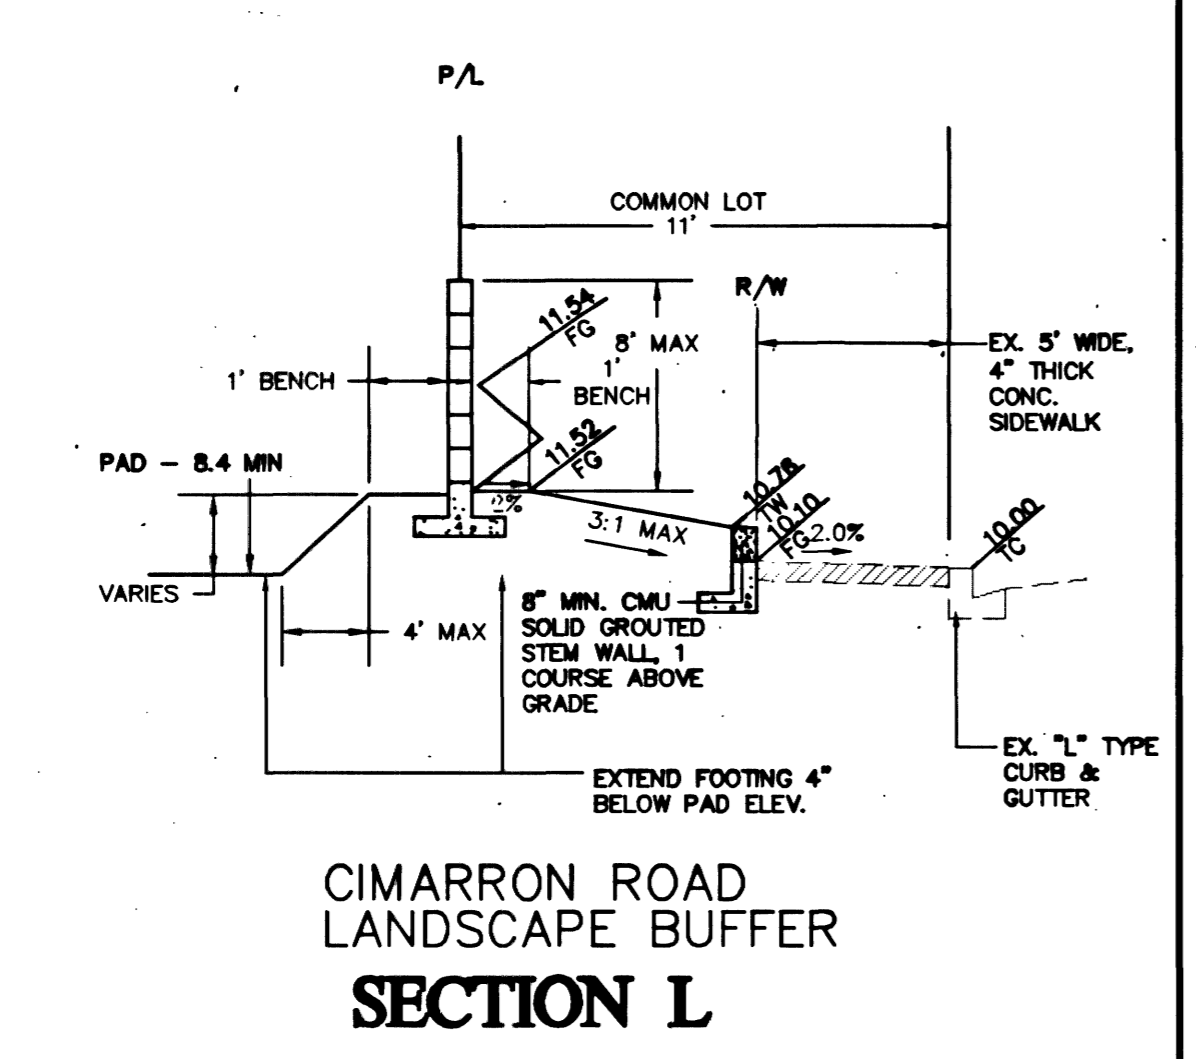 P/L
COMMON LOT
11'
R/W
11.54
FG
8' MAX
1' BENCH
1'
BENCH
EX. 5' WIDE,
4" THICK
CONC.
SIDEWALK
11.52
FG
PAD - 8.4 MIN
2%
3:1 MAX
10.78
TW
10.10
FG
2.0%
10.00
TC
VARIES
4' MAX
8" MIN. CMU
SOLID GROUTED
STEM WALL, 1
COURSE ABOVE
GRADE
EX. "L" TYPE
CURB &
GUTTER
EXTEND FOOTING 4"
BELOW PAD ELEV.
CIMARRON ROAD
LANDSCAPE BUFFER
SECTION L